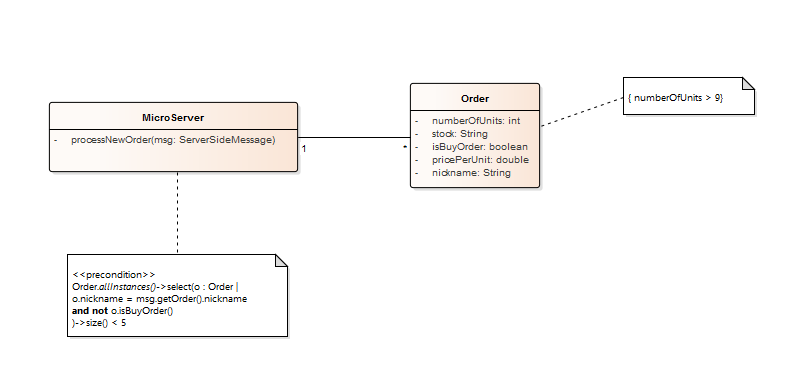 MicroServer
- processNewOrder(msg: ServerSideMessage)
1
*
Order
- numberOfUnits: int
- stock: String
- isBuyOrder: boolean
- pricePerUnit: double
- nickname: String
{ numberOfUnits > 9}
<<precondition>>
Order.allInstances()->select(o : Order |
o.nickname = msg.getOrder().nickname
and not o.isBuyOrder()
)->size() < 5